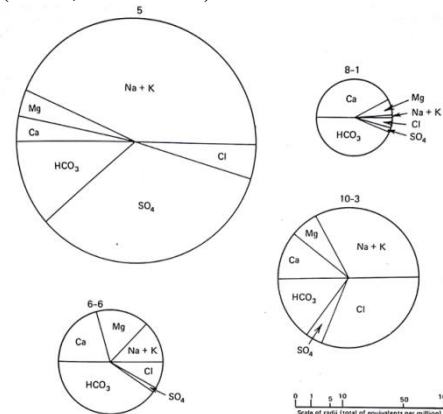 5
Na + K
Mg
Ca
HCO3
Cl
SO4
8-1
Ca
Mg
Na + K
Cl
HCO3
SO4
10-3
Mg
Na + K
Ca
HCO3
Cl
SO4
6-6
Mg
Ca
Na + K
Cl
HCO3
SO4
0 1 5 10 50
Scale of radii (total of equivalents per million)